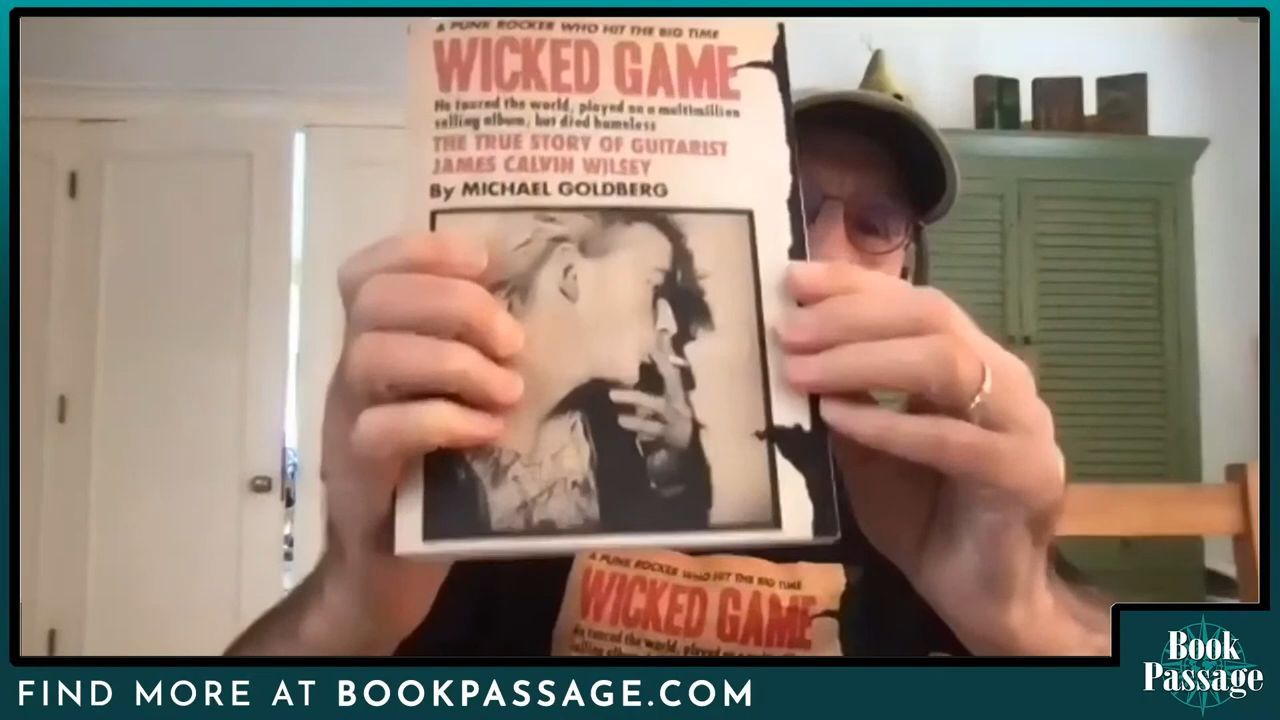 A PUNK ROCKER WHO HIT THE BIG TIME
WICKED GAME
He toured the world, played on a multimillion
selling album, but died homeless
THE TRUE STORY OF GUITARIST
JAMES CALVIN WILSEY
By MICHAEL GOLDBERG
A PUNK ROCKER WHO HIT THE BIG TIME
WICKED GAME
He toured the world, played on a
selling album,
Book
Passage
FIND MORE AT BOOKPASSAGE.COM